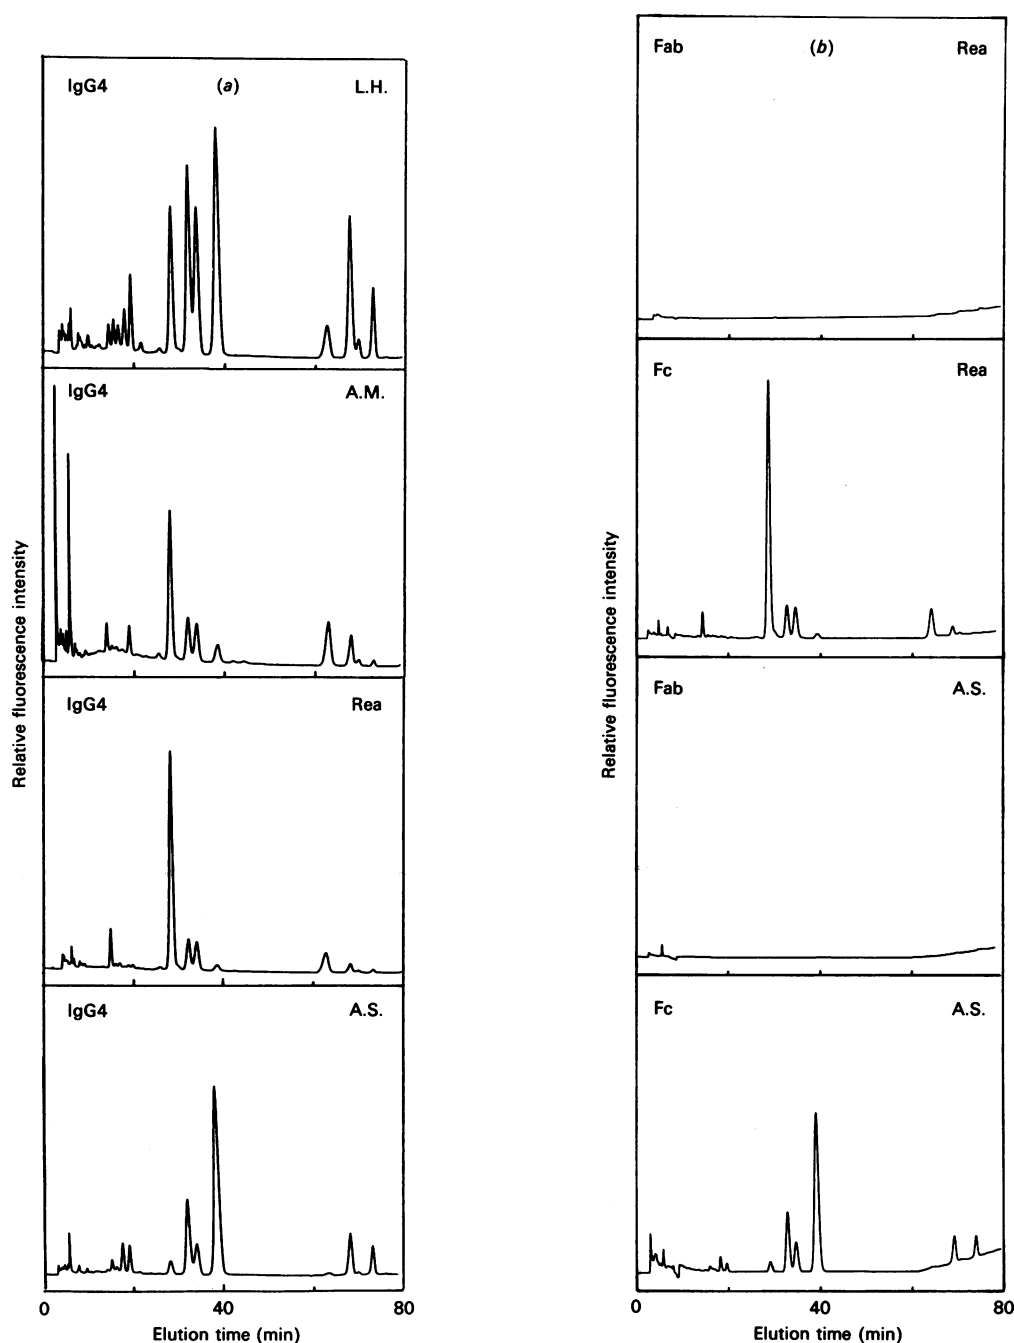 IgG4 (a) L.H.
IgG4 A.M.
IgG4 Rea
IgG4 A.S.
Relative fluorescence intensity
0 40 80
Elution time (min)
Fab (b) Rea
Fc Rea
Fab A.S.
Fc A.S.
Relative fluorescence intensity
0 40 80
Elution time (min)